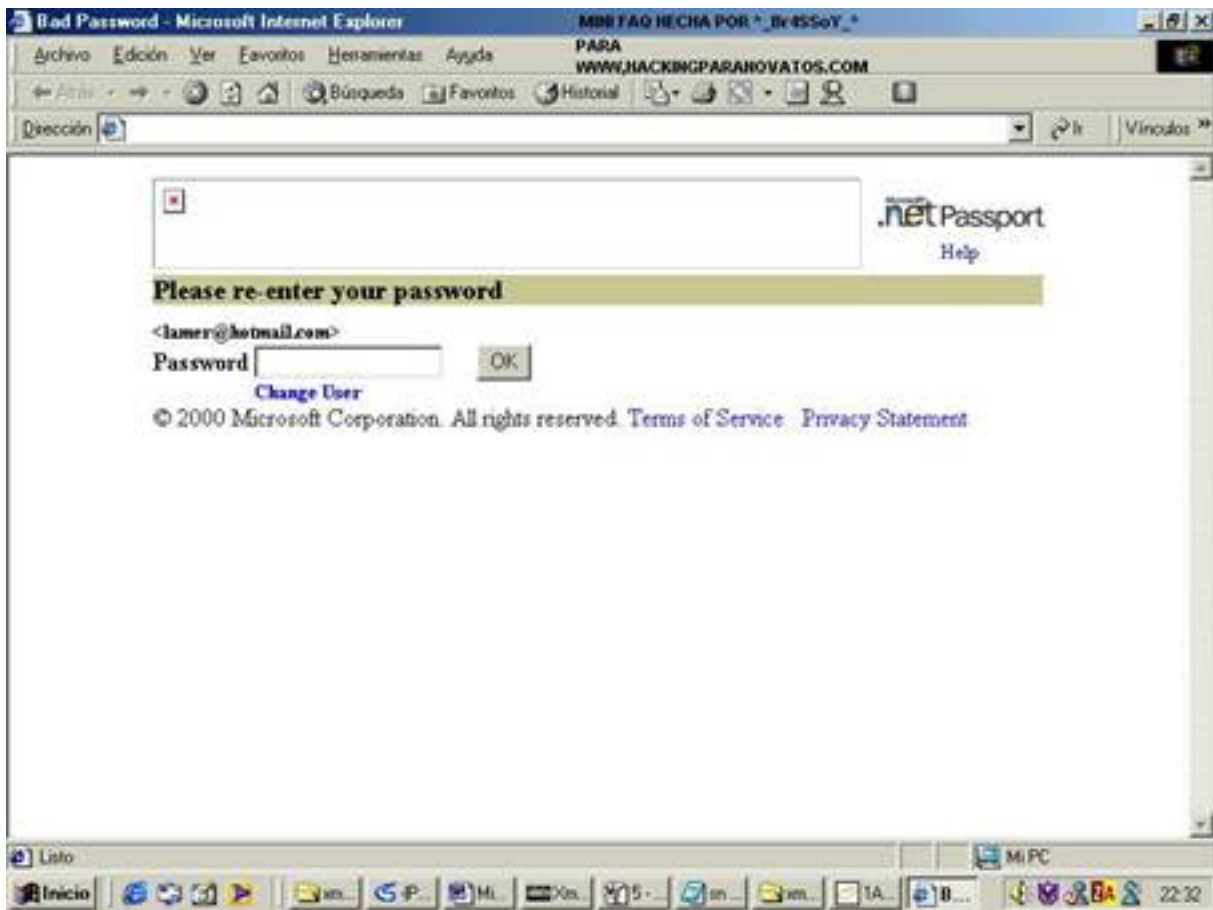 Bad Password - Microsoft Internet Explorer
MINI FAQ HECHA POR *_Br4SSoY_*
PARA
WWW.HACKINGPARANOVATOS.COM
Archivo Edición Ver Favoritos Herramientas Ayuda
Atrás Búsqueda Favoritos Historial
Dirección Ir Vínculos »
Microsoft
.net Passport
Help
Please re-enter your password
<lamer@hotmail.com>
Password OK
Change User
© 2000 Microsoft Corporation. All rights reserved. Terms of Service Privacy Statement
Listo Mi PC
Inicio 22:32